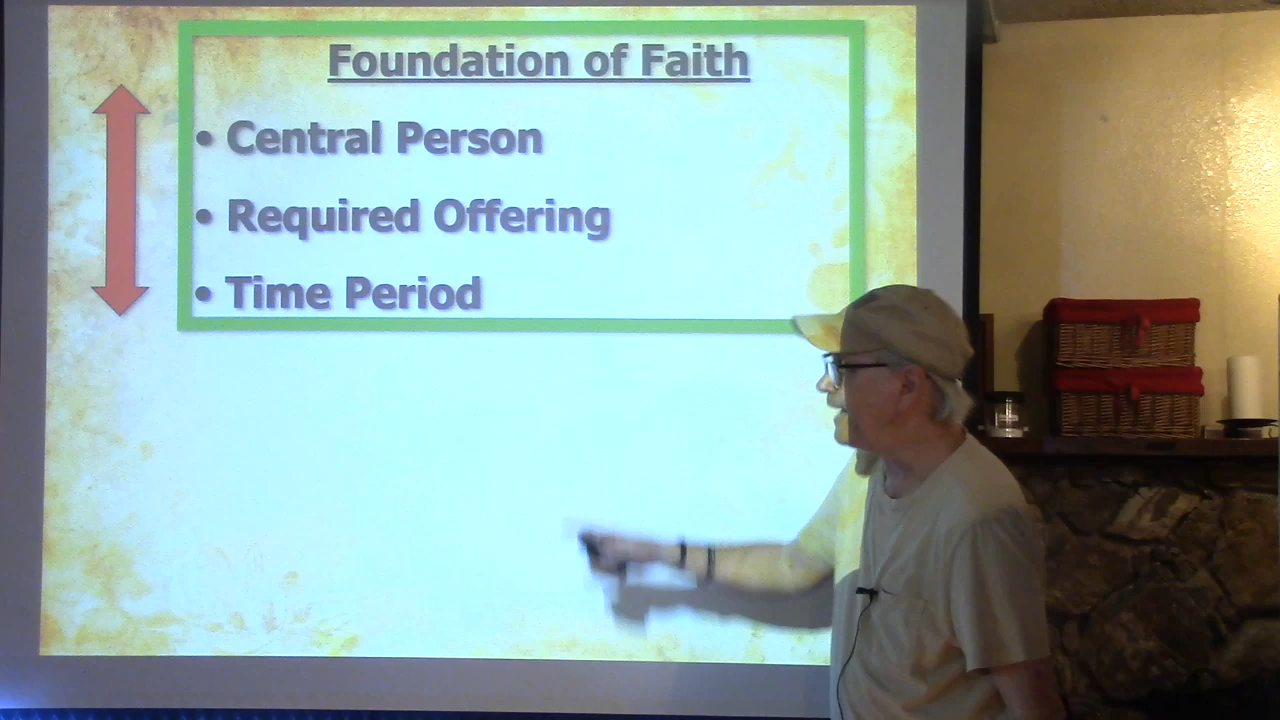 Foundation of Faith
• Central Person
• Required Offering
• Time Period